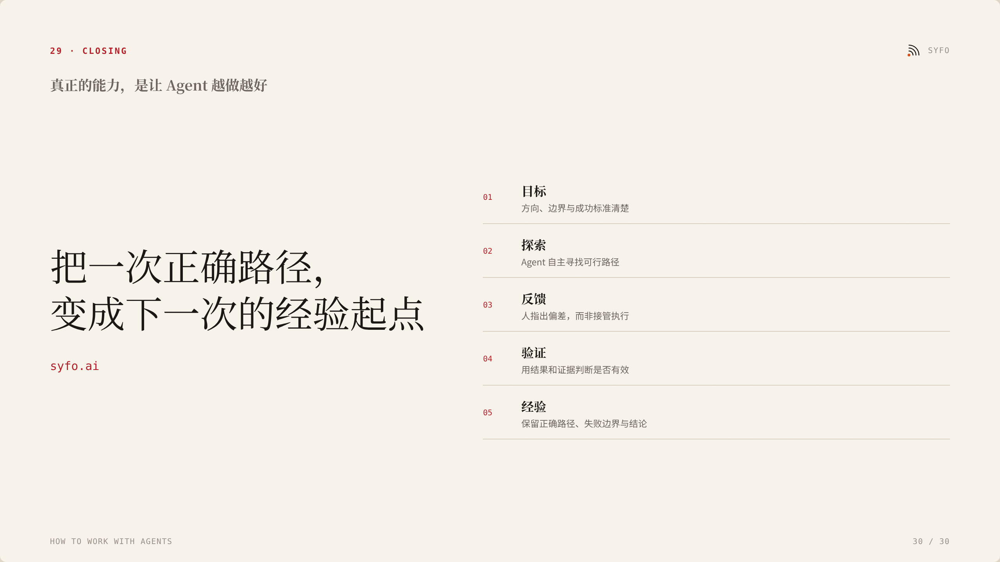 29 · CLOSING
SYFO
真正的能力，是让 Agent 越做越好
把一次正确路径，
变成下一次的经验起点
syfo.ai
01
目标
方向、边界与成功标准清楚
02
探索
Agent 自主寻找可行路径
03
反馈
人指出偏差，而非接管执行
04
验证
用结果和证据判断是否有效
05
经验
保留正确路径、失败边界与结论
HOW TO WORK WITH AGENTS
30 / 30